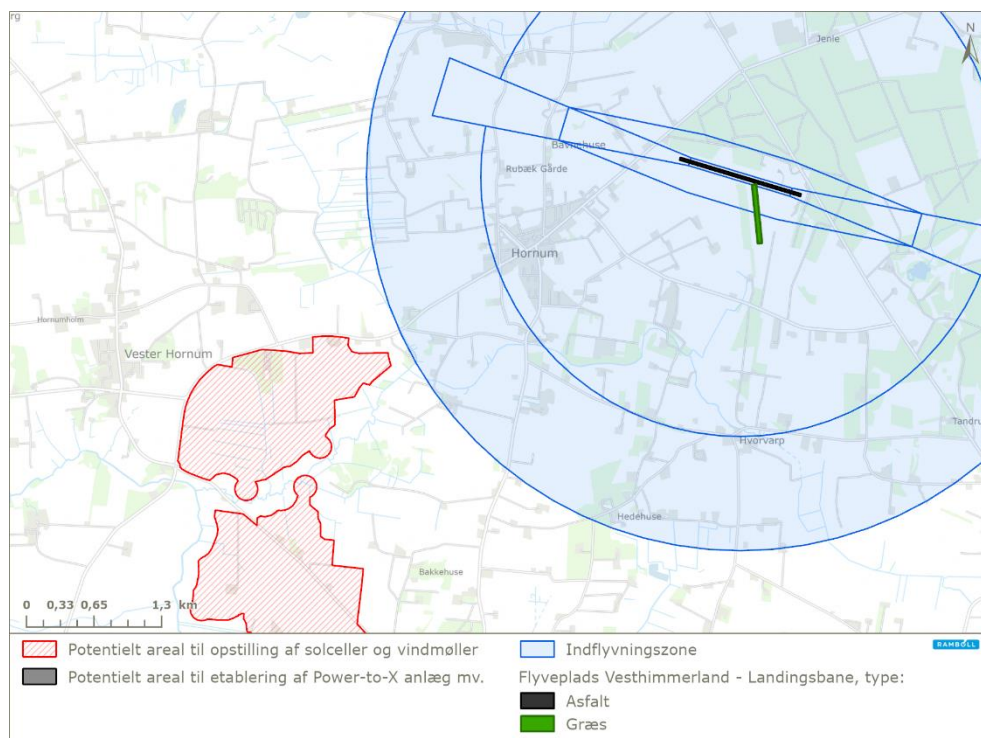 rg
Jenle
N
Bavnehuse
Rubæk Gårde
Hornum
Hornumholm
Vester Hornum
Hvorvarp
Tandru
Hedehuse
Bakkehuse
0 0,33 0,65 1,3 km
Potentielt areal til opstilling af solceller og vindmøller
Potentielt areal til etablering af Power-to-X anlæg mv.
Indflyvningszone
RAMBOLL
Flyveplads Vesthimmerland - Landingsbane, type:
Asfalt
Græs